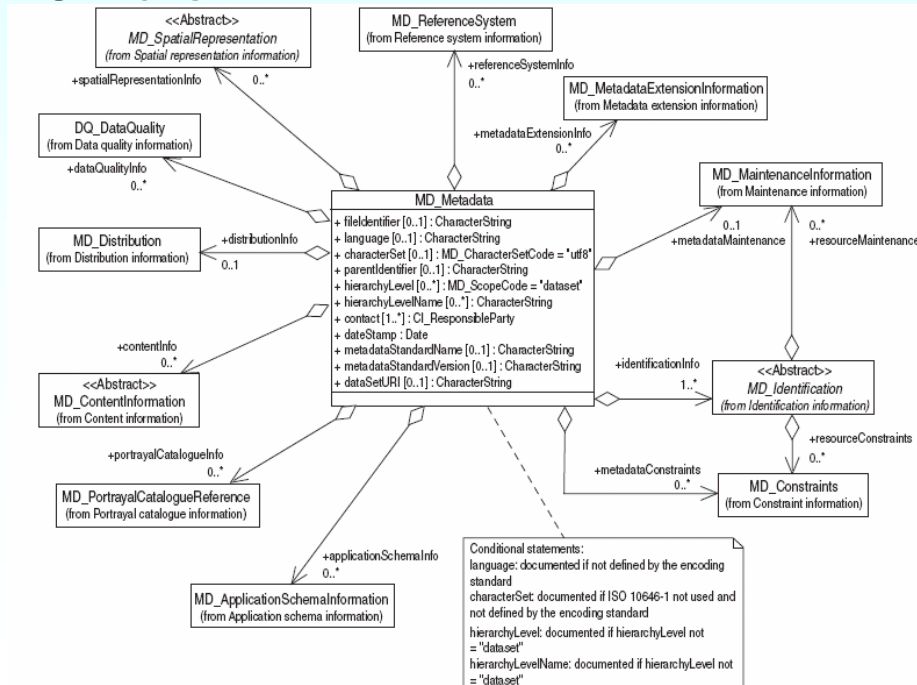 <<Abstract>>
MD_SpatialRepresentation
(from Spatial representation information)
MD_ReferenceSystem
(from Reference system information)
+spatialRepresentationInfo
0..*
+referenceSystemInfo
0..*
MD_MetadataExtensionInformation
(from Metadata extension information)
DQ_DataQuality
(from Data quality information)
+metadataExtensionInfo
0..*
+dataQualityInfo
0..*
MD_MaintenanceInformation
(from Maintenance information)
MD_Metadata
+ fileIdentifier [0..1] : CharacterString
+ language [0..1] : CharacterString
+ characterSet [0..1] : MD_CharacterSetCode = "utf8"
+ parentIdentifier [0..1] : CharacterString
+ hierarchyLevel [0..*] : MD_ScopeCode = "dataset"
+ hierarchyLevelName [0..*] : CharacterString
+ contact [1..*] : CI_ResponsibleParty
+ dateStamp : Date
+ metadataStandardName [0..1] : CharacterString
+ metadataStandardVersion [0..1] : CharacterString
+ dataSetURI [0..1] : CharacterString
0..1
+metadataMaintenance
0..*
+resourceMaintenance
MD_Distribution
(from Distribution information)
+distributionInfo
0..1
+contentInfo
0..*
<<Abstract>>
MD_ContentInformation
(from Content information)
+identificationInfo
1..*
<<Abstract>>
MD_Identification
(from Identification information)
+resourceConstraints
0..*
+portrayalCatalogueInfo
0..*
MD_PortrayalCatalogueReference
(from Portrayal catalogue information)
+metadataConstraints
0..*
MD_Constraints
(from Constraint information)
+applicationSchemaInfo
0..*
MD_ApplicationSchemaInformation
(from Application schema information)
Conditional statements:
language: documented if not defined by the encoding
standard
characterSet: documented if ISO 10646-1 not used and
not defined by the encoding standard
hierarchyLevel: documented if hierarchyLevel not
= "dataset"
hierarchyLevelName: documented if hierarchyLevel not
= "dataset"